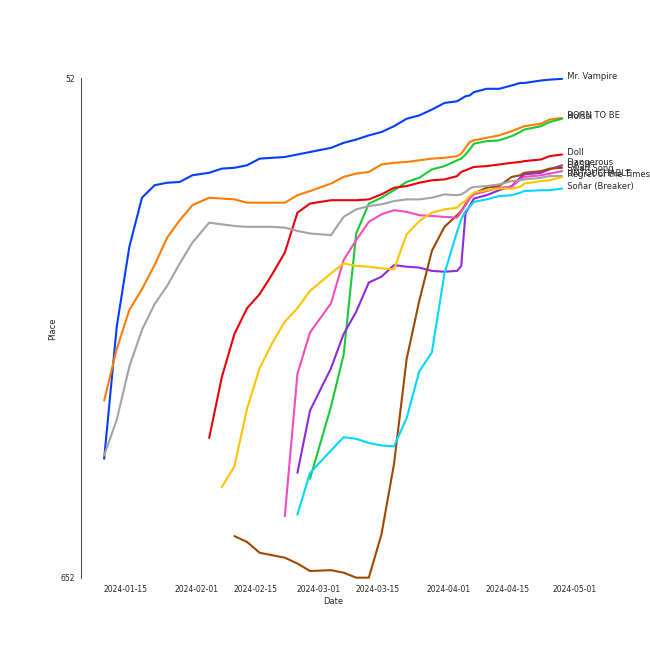 52
Mr. Vampire
BORN TO BE
Doll
Dangerous
UNTOUCHABLE
Regret of the Times
Soñar (Breaker)
Place
652
2024-01-15
2024-02-01
2024-02-15
2024-03-01
2024-03-15
2024-04-01
2024-04-15
2024-05-01
Date